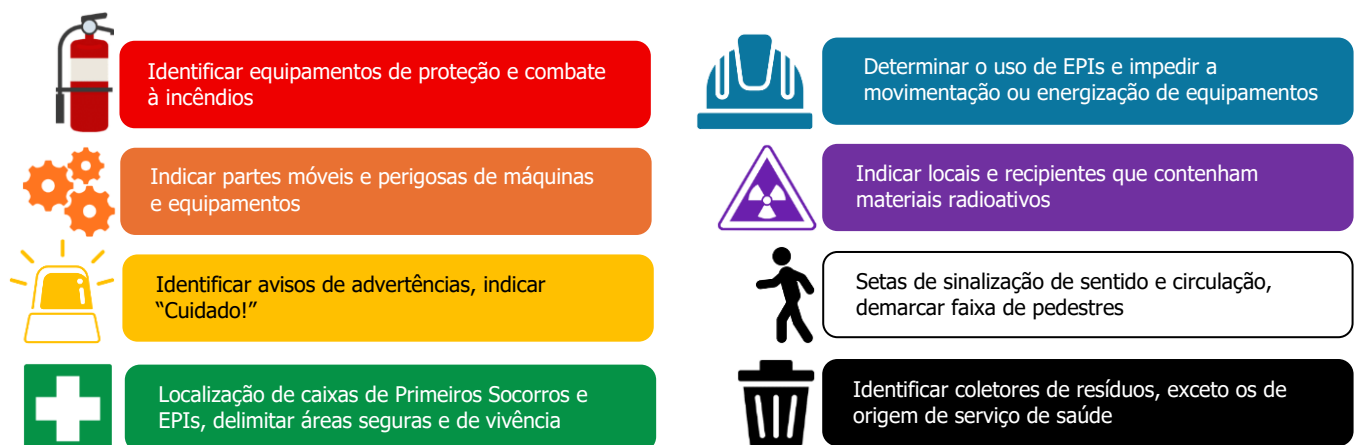 Identificar equipamentos de proteção e combate
à incêndios
Indicar partes móveis e perigosas de máquinas
e equipamentos
Identificar avisos de advertências, indicar
“Cuidado!”
Localização de caixas de Primeiros Socorros e
EPIs, delimitar áreas seguras e de vivência
Determinar o uso de EPIs e impedir a
movimentação ou energização de equipamentos
Indicar locais e recipientes que contenham
materiais radioativos
Setas de sinalização de sentido e circulação,
demarcar faixa de pedestres
Identificar coletores de resíduos, exceto os de
origem de serviço de saúde